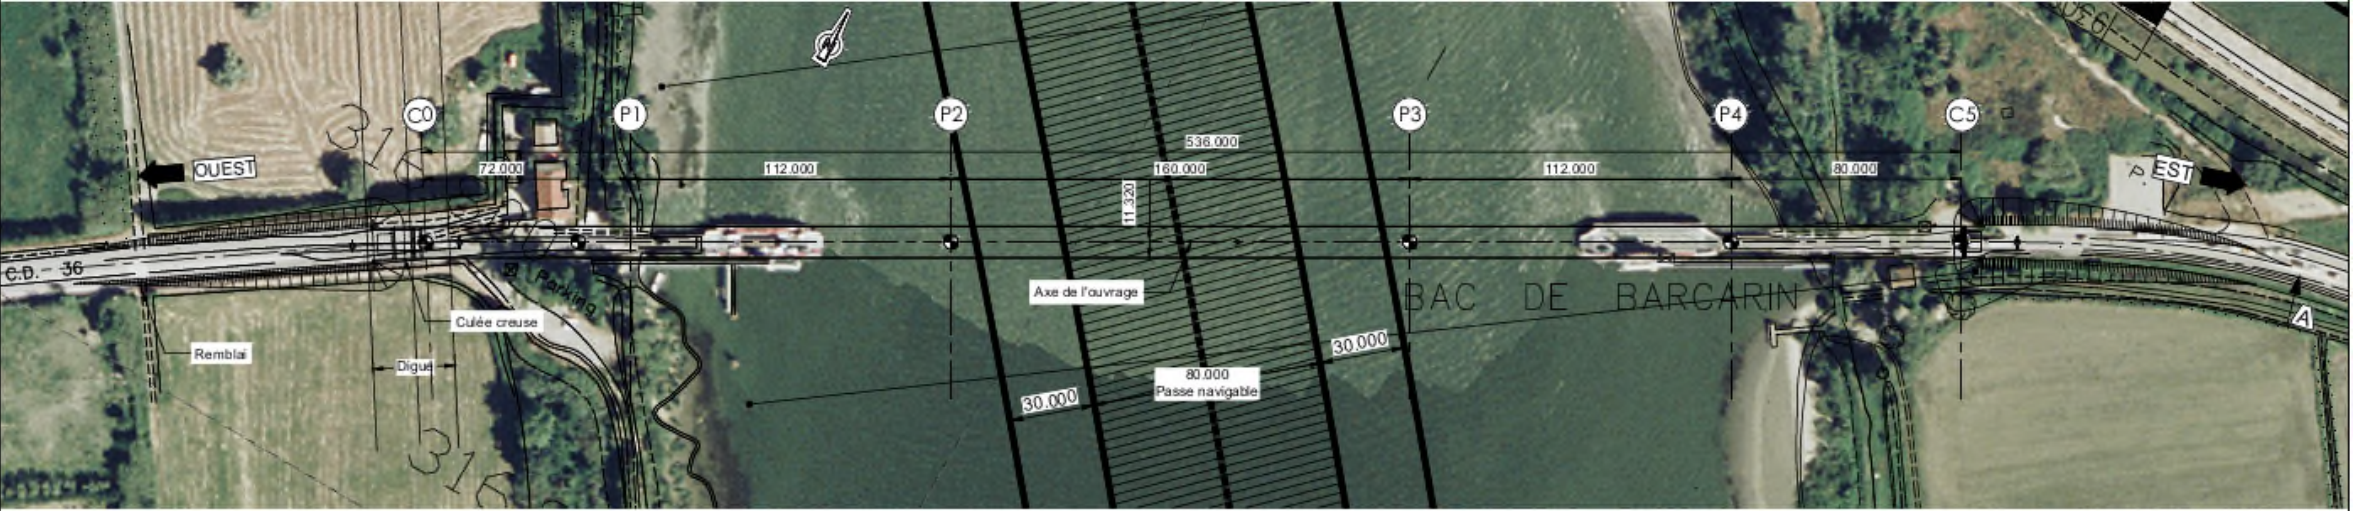 C0
P1
P2
P3
P4
C5
536.000
72.000
112.000
160.000
112.000
80.000
OUEST
EST
11.320
C.D. 36
Parking
Axe de l'ouvrage
BAC DE BARCARIN
Culée creuse
Remblai
Digue
30.000
80.000
Passe navigable
30.000
A
P.